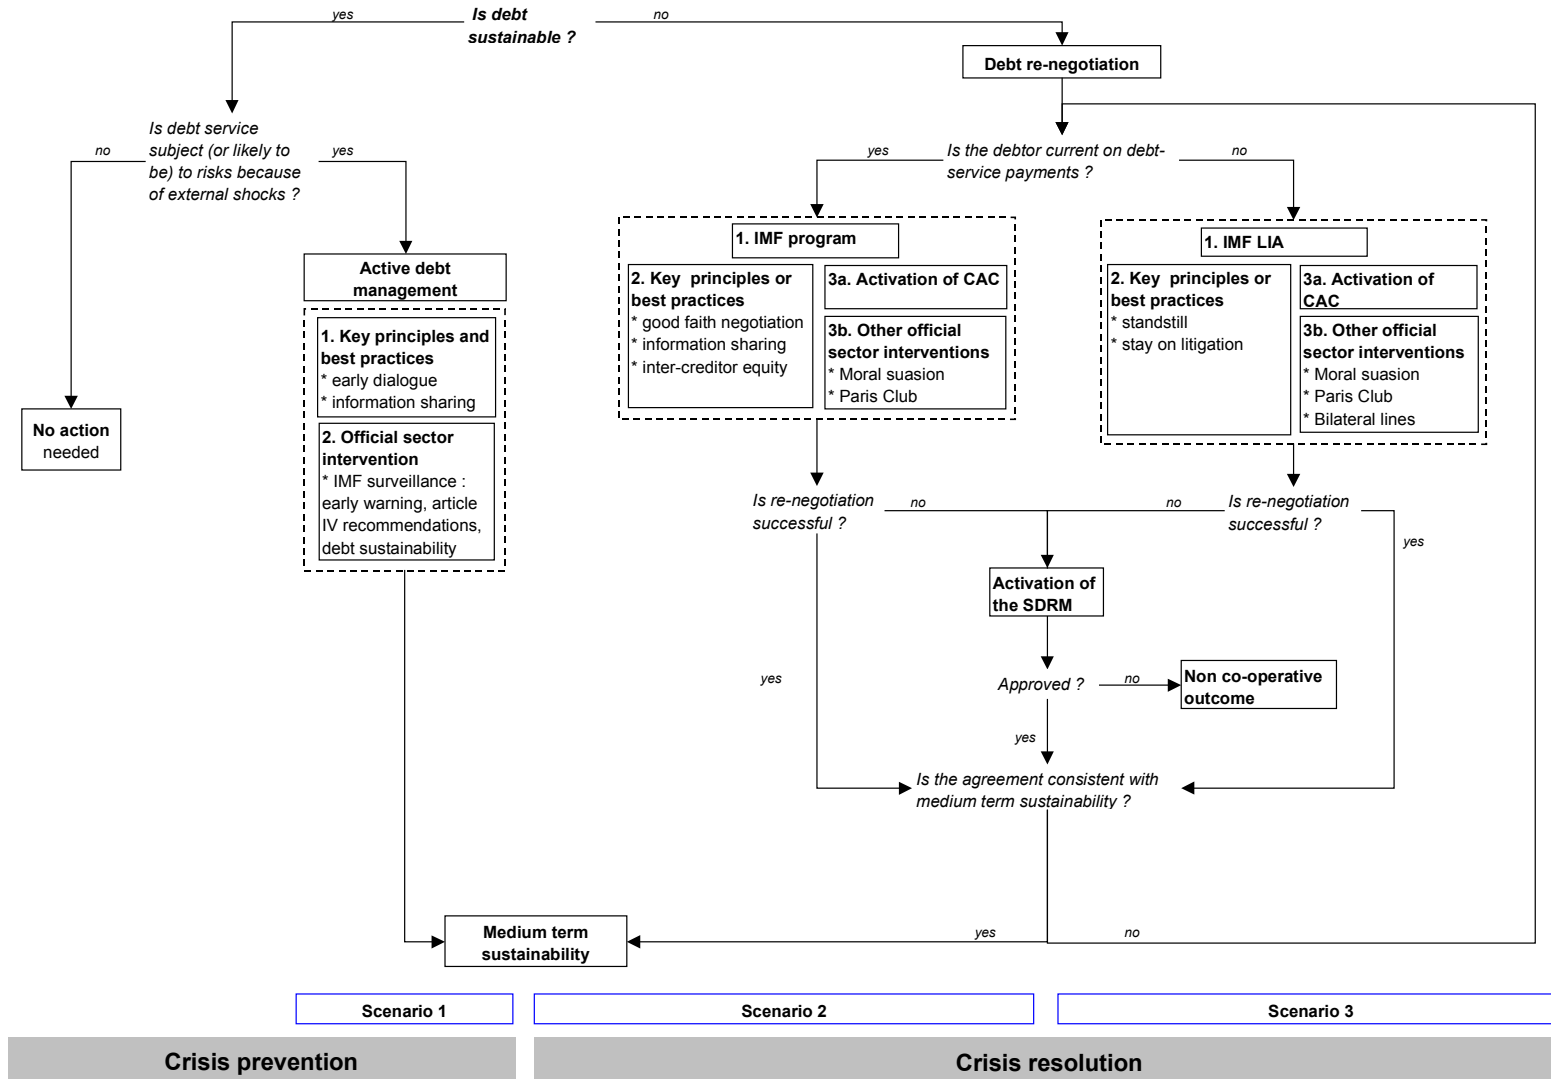 yes
Is debt
sustainable ?
no
Debt re-negotiation
Is debt service
subject (or likely to
be) to risks because
of external shocks ?
no
yes
yes
Is the debtor current on debt-
service payments ?
no
Active debt
management
1. Key principles and
best practices
* early dialogue
* information sharing
2. Official sector
intervention
* IMF surveillance :
early warning, article
IV recommendations,
debt sustainability
No action
needed
1. IMF program
2. Key principles or
best practices
* good faith negotiation
* information sharing
* inter-creditor equity
3a. Activation of CAC
3b. Other official
sector interventions
* Moral suasion
* Paris Club
1. IMF LIA
2. Key principles or
best practices
* standstill
* stay on litigation
3a. Activation of
CAC
3b. Other official
sector interventions
* Moral suasion
* Paris Club
* Bilateral lines
Is re-negotiation
successful ?
no
no
Is re-negotiation
successful ?
yes
Activation of
the SDRM
yes
Approved ?
no
Non co-operative
outcome
yes
Is the agreement consistent with
medium term sustainability ?
Medium term
sustainability
yes
no
Scenario 1
Scenario 2
Scenario 3
Crisis prevention
Crisis resolution